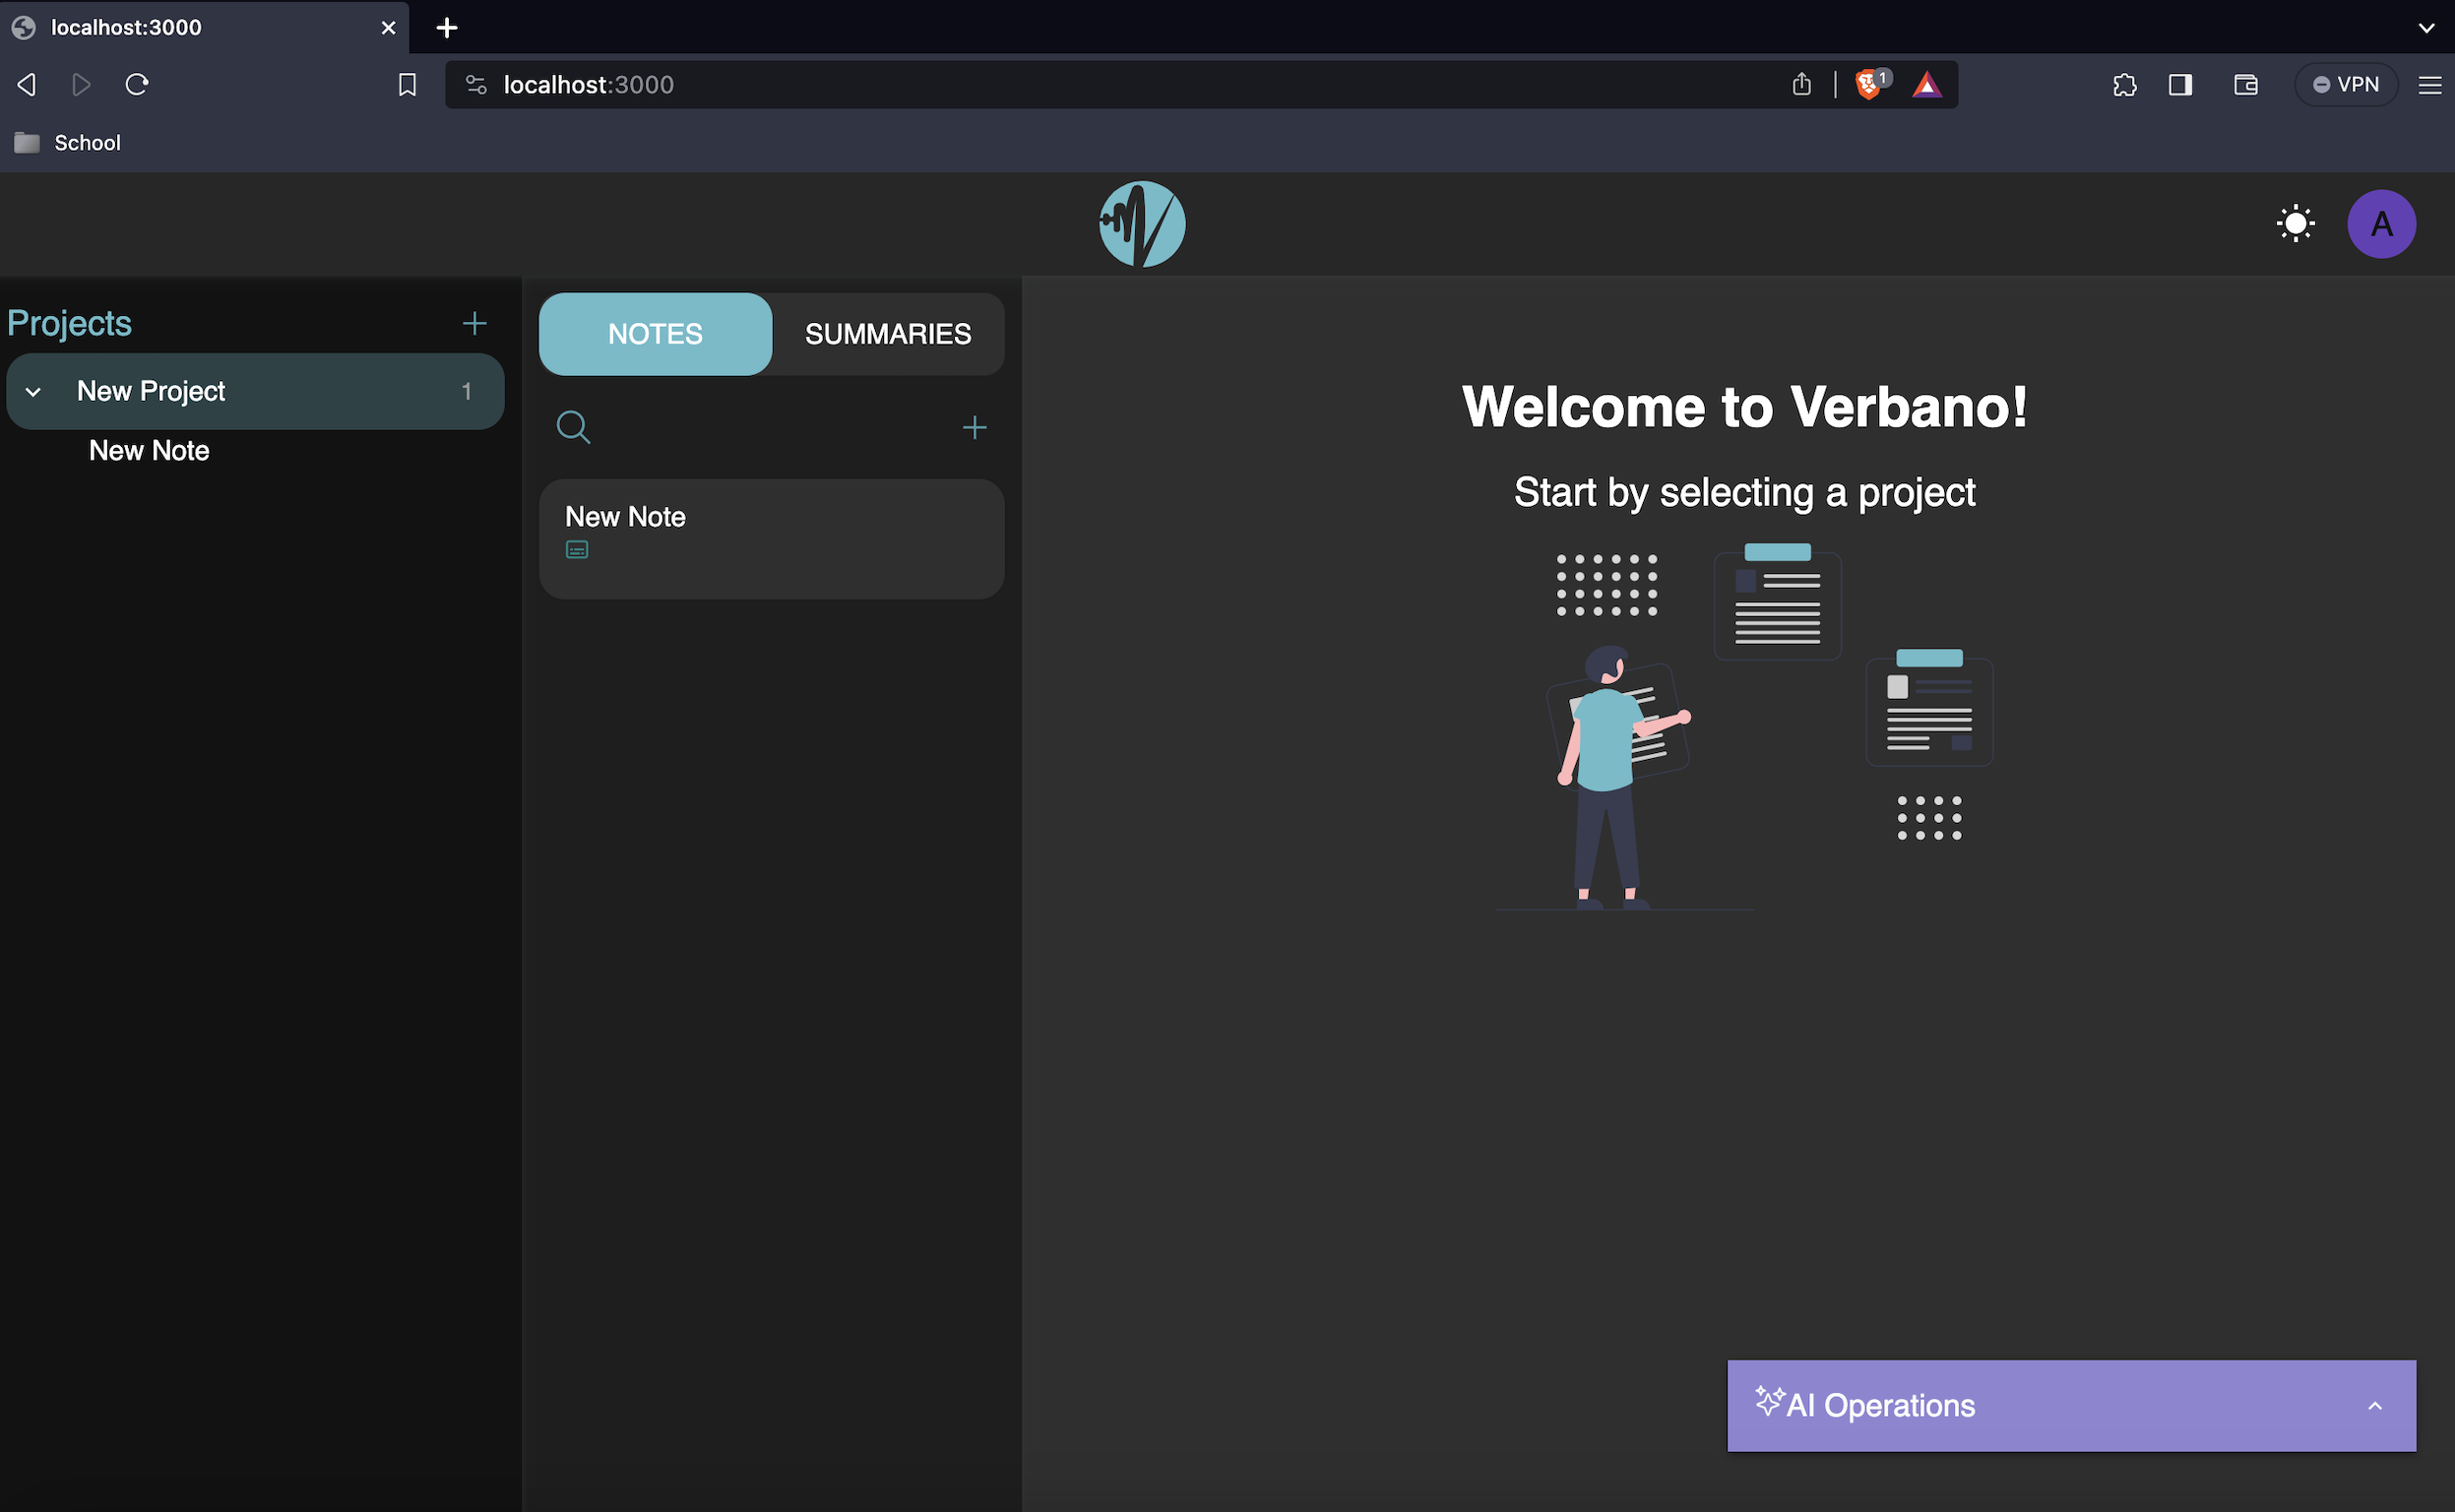 localhost:3000
localhost:3000
1
VPN
School
A
Projects
New Project 1
New Note
NOTES SUMMARIES
New Note
Welcome to Verbano!
Start by selecting a project
AI Operations